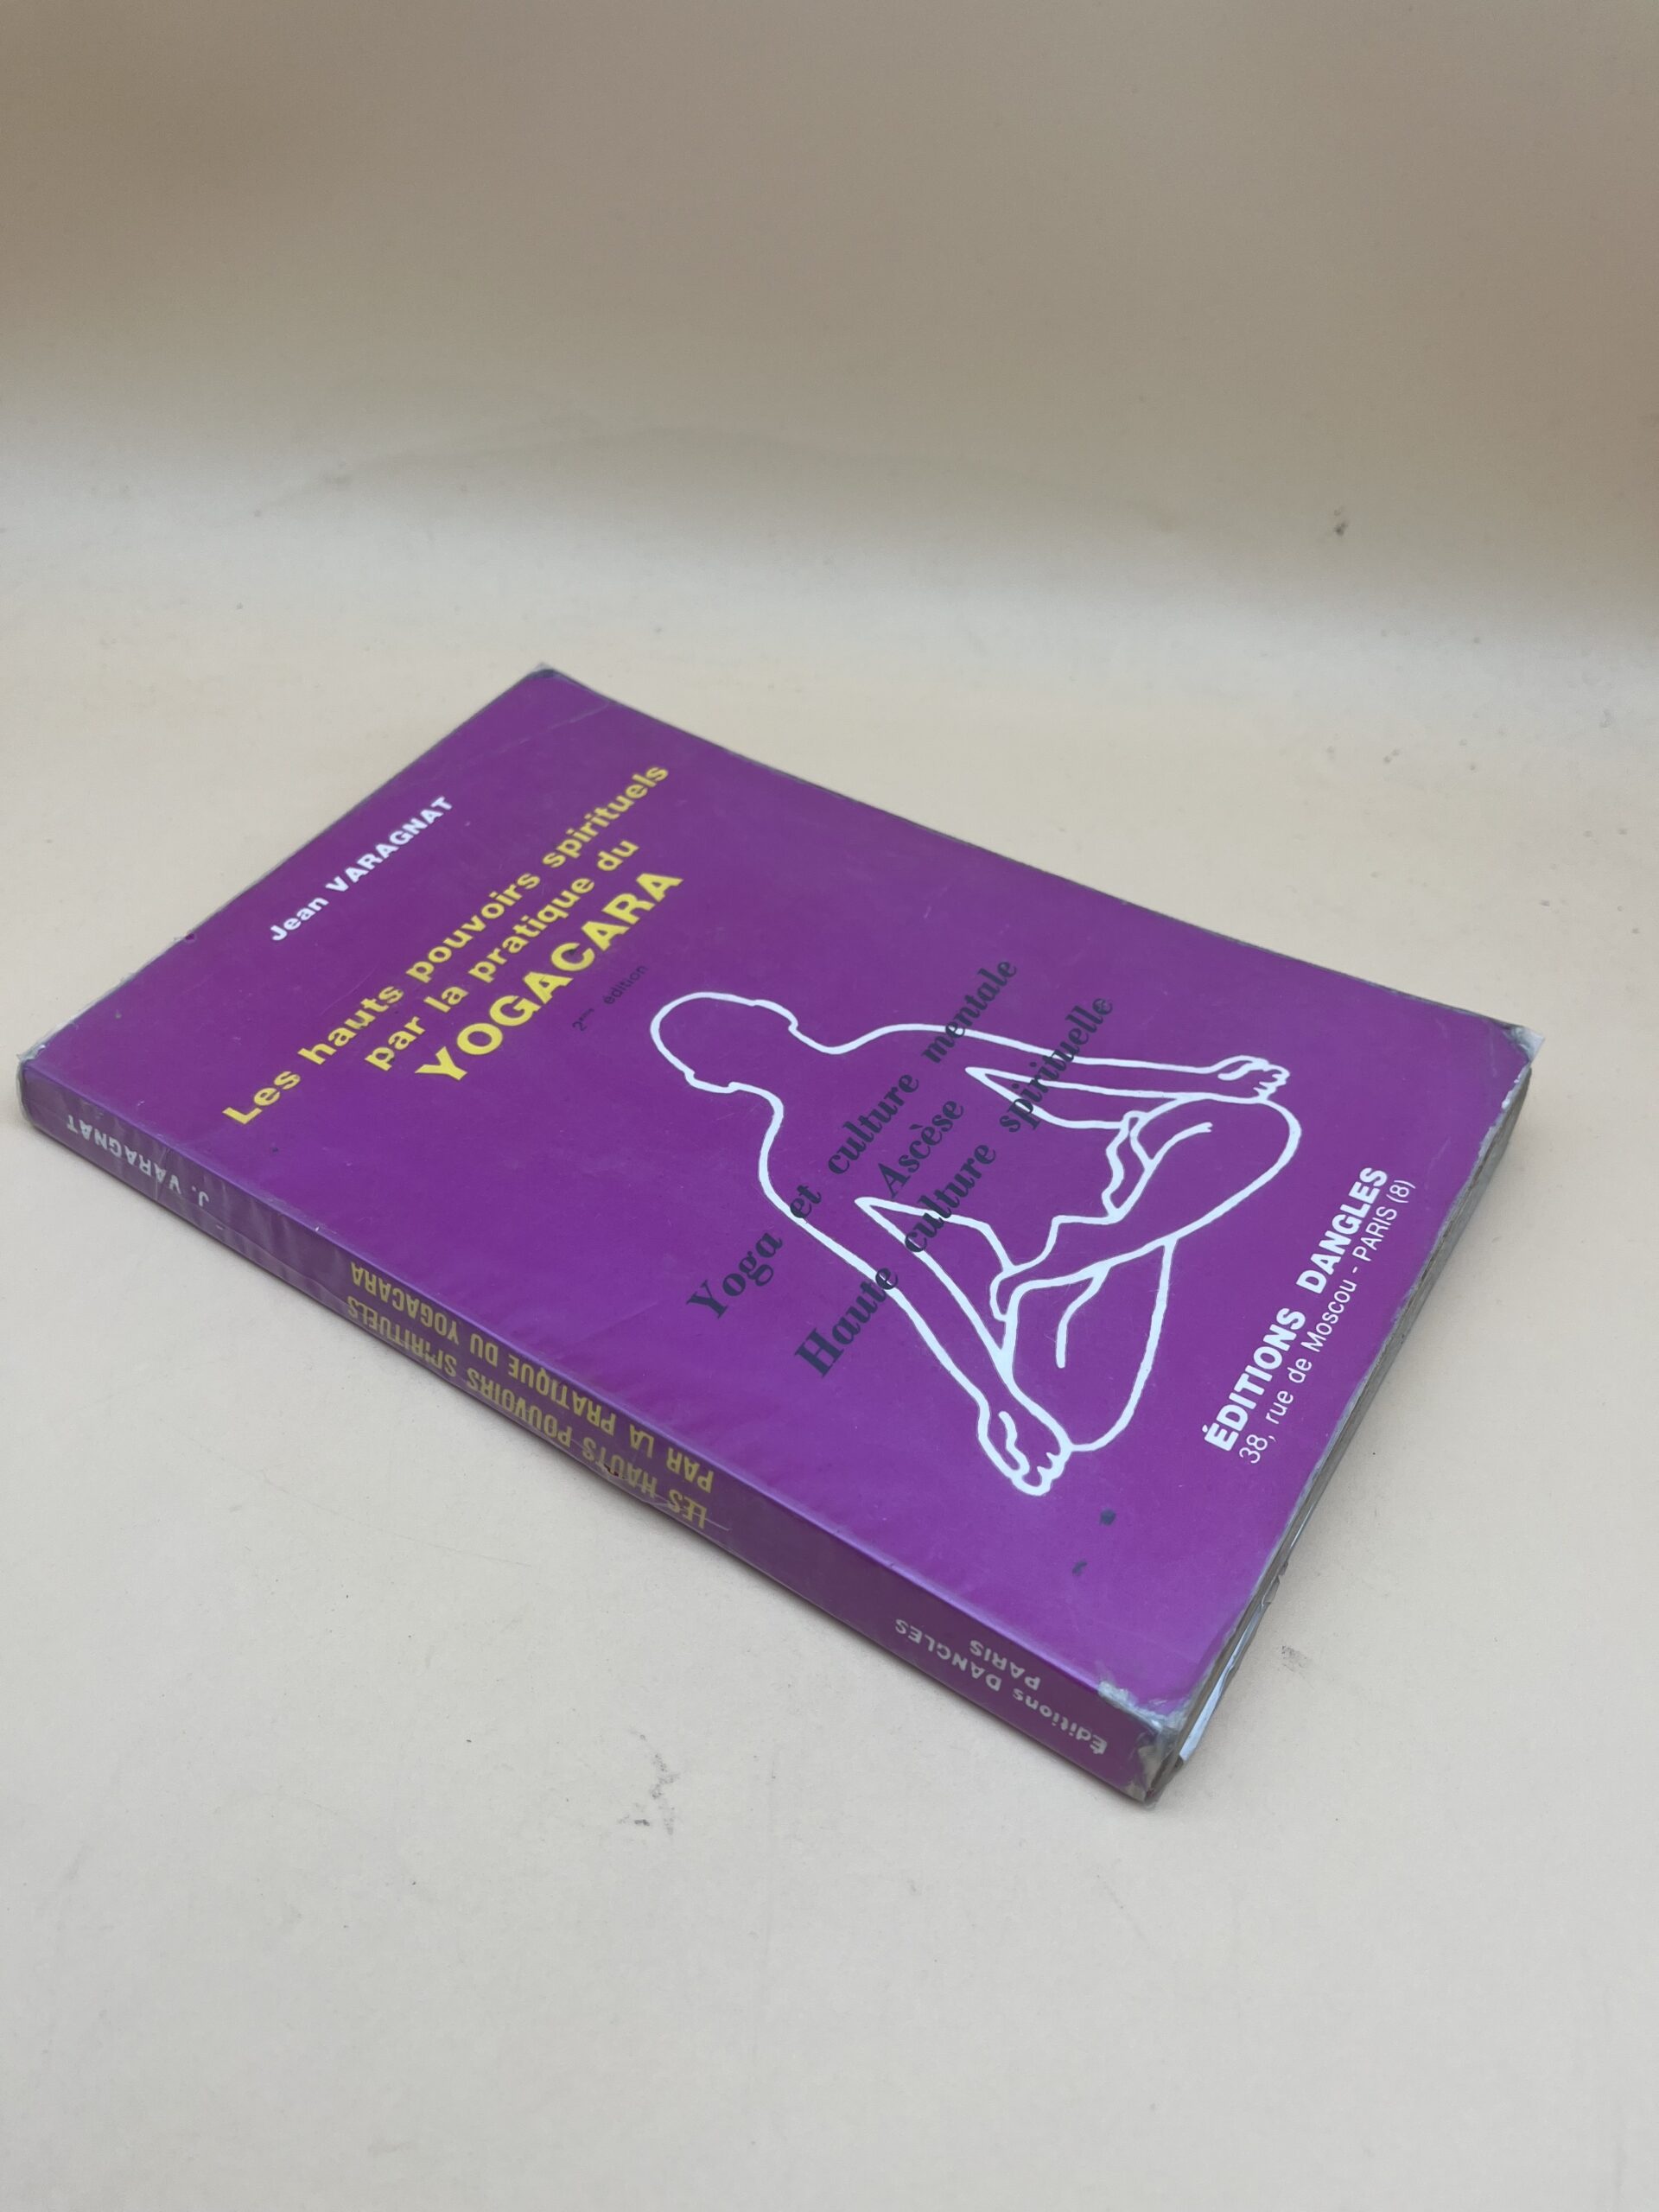 Jean VARAGNAT
Les hauts pouvoirs spirituels
par la pratique du
YOGACARA
2ème édition
Yoga et culture mentale
Ascèse
Haute culture spirituelle
ÉDITIONS DANGLES
38, rue de Moscou - PARIS (8)
J. VARAGNAT
LES HAUTS POUVOIRS SPIRITUELS
PAR LA PRATIQUE DU YOGACARA
Éditions DANGLES
PARIS